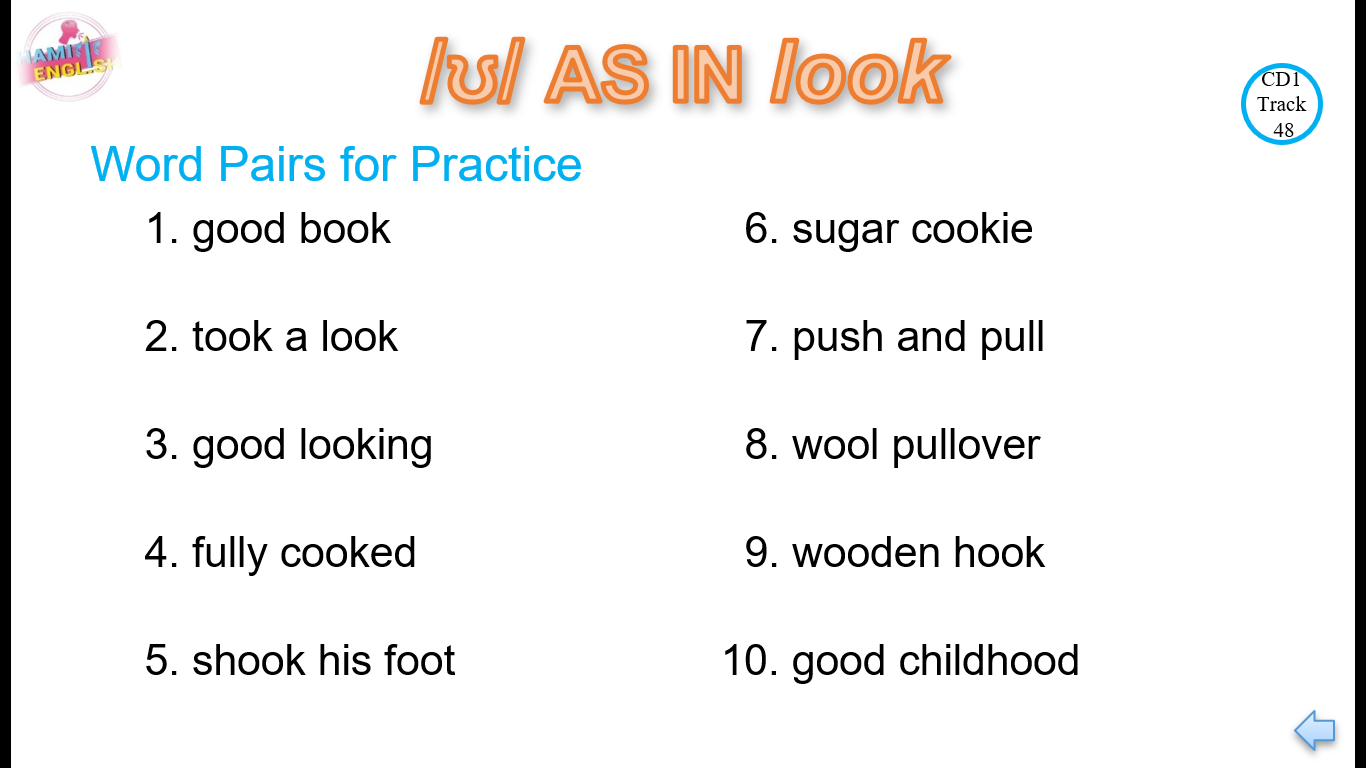 /ʊ/ AS IN look
CD1
Track
48
Word Pairs for Practice
1. good book
2. took a look
3. good looking
4. fully cooked
5. shook his foot
6. sugar cookie
7. push and pull
8. wool pullover
9. wooden hook
10. good childhood